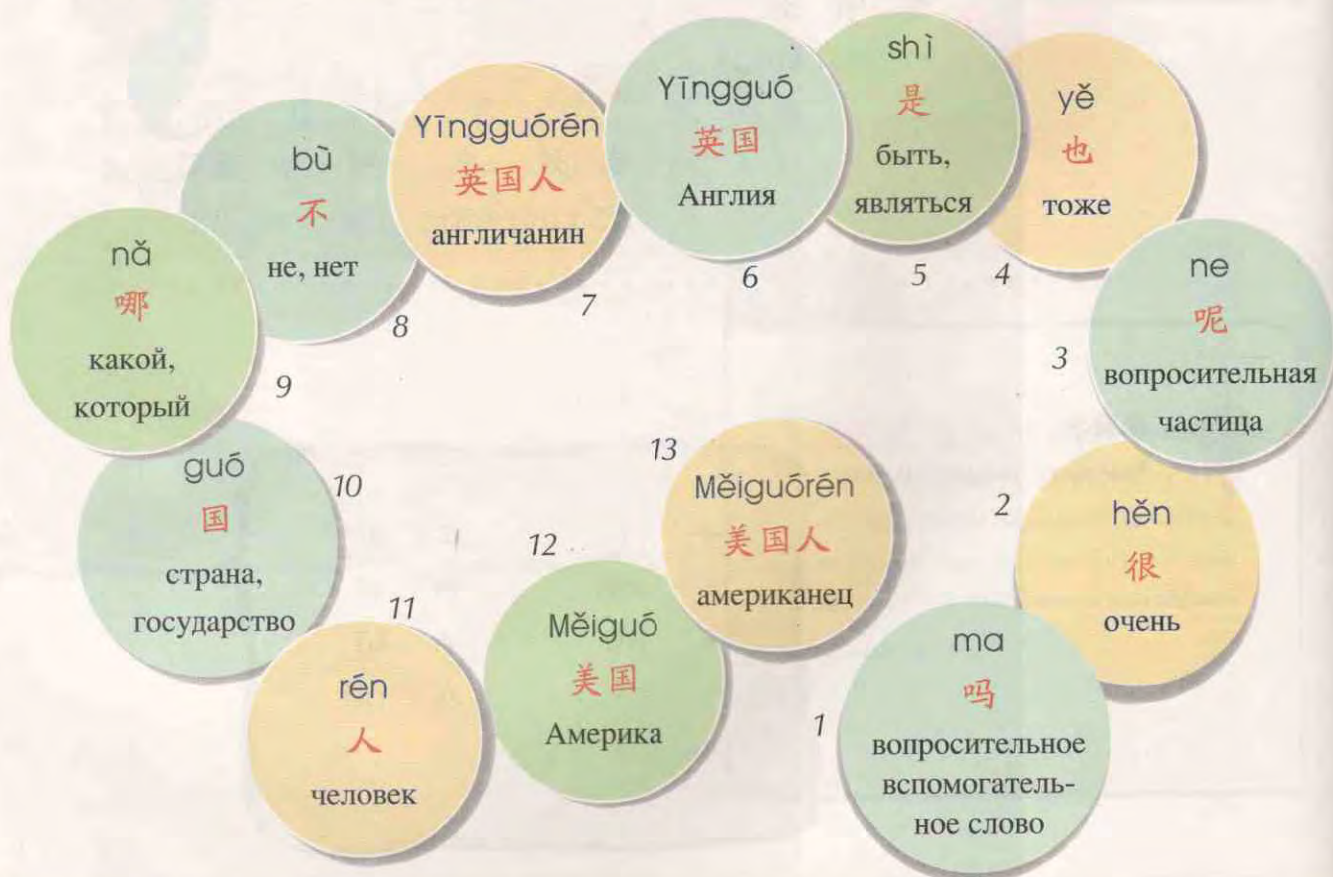 1
ma
吗
вопросительное
вспомогатель-
ное слово
2
hěn
很
очень
3
ne
呢
вопросительная
частица
4
yě
也
тоже
5
shì
是
быть,
являться
6
Yīngguó
英国
Англия
7
Yīngguórén
英国人
англичанин
8
bù
不
не, нет
9
nǎ
哪
какой,
который
10
guó
国
страна,
государство
11
rén
人
человек
12
Měiguó
美国
Америка
13
Měiguórén
美国人
американец